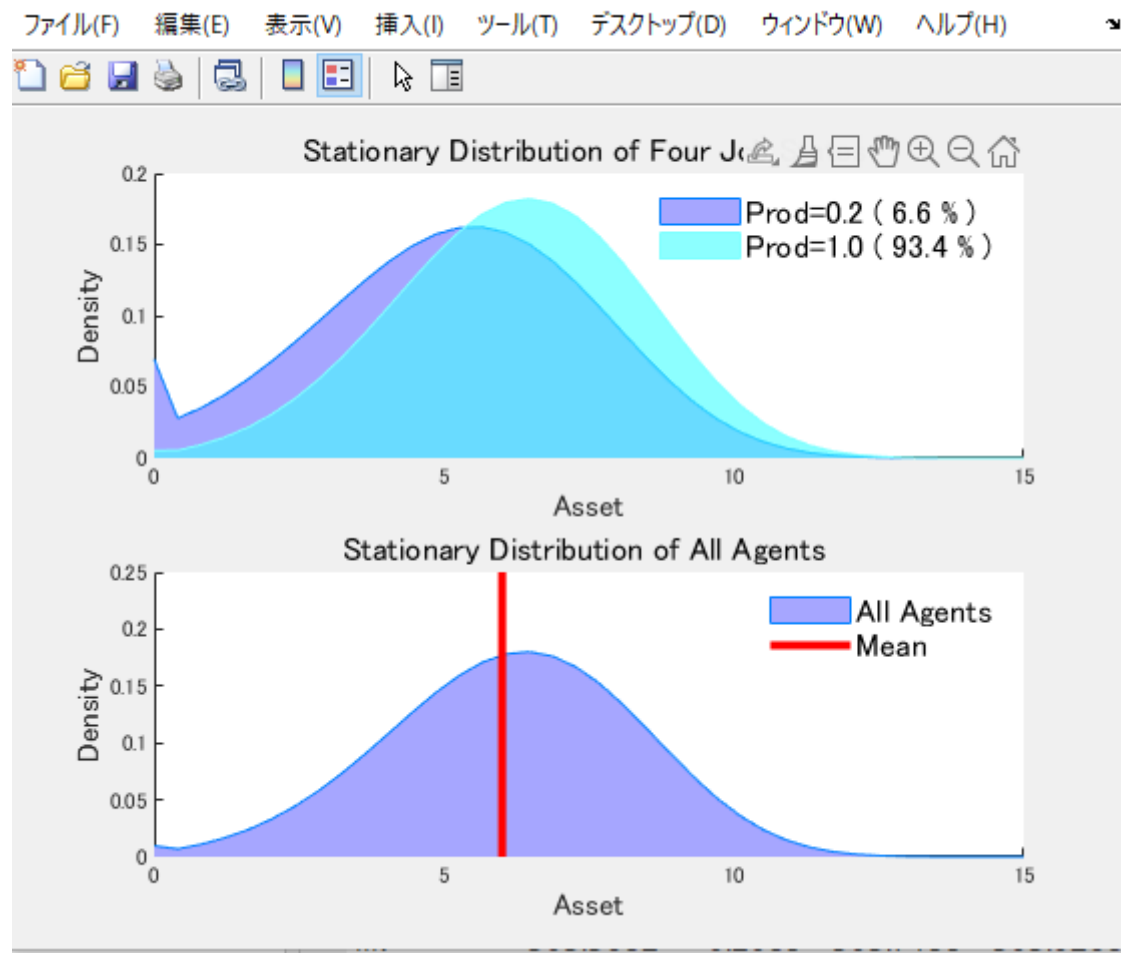 ファイル(F) 編集(E) 表示(V) 挿入(I) ツール(T) デスクトップ(D) ウィンドウ(W) ヘルプ(H)
Stationary Distribution of Four
0.2
0.15
0.1
0.05
0
Density
Prod=0.2 ( 6.6 % )
Prod=1.0 ( 93.4 % )
0 5 10 15
Asset
Stationary Distribution of All Agents
0.25
0.2
0.15
0.1
0.05
0
Density
All Agents
Mean
0 5 10 15
Asset